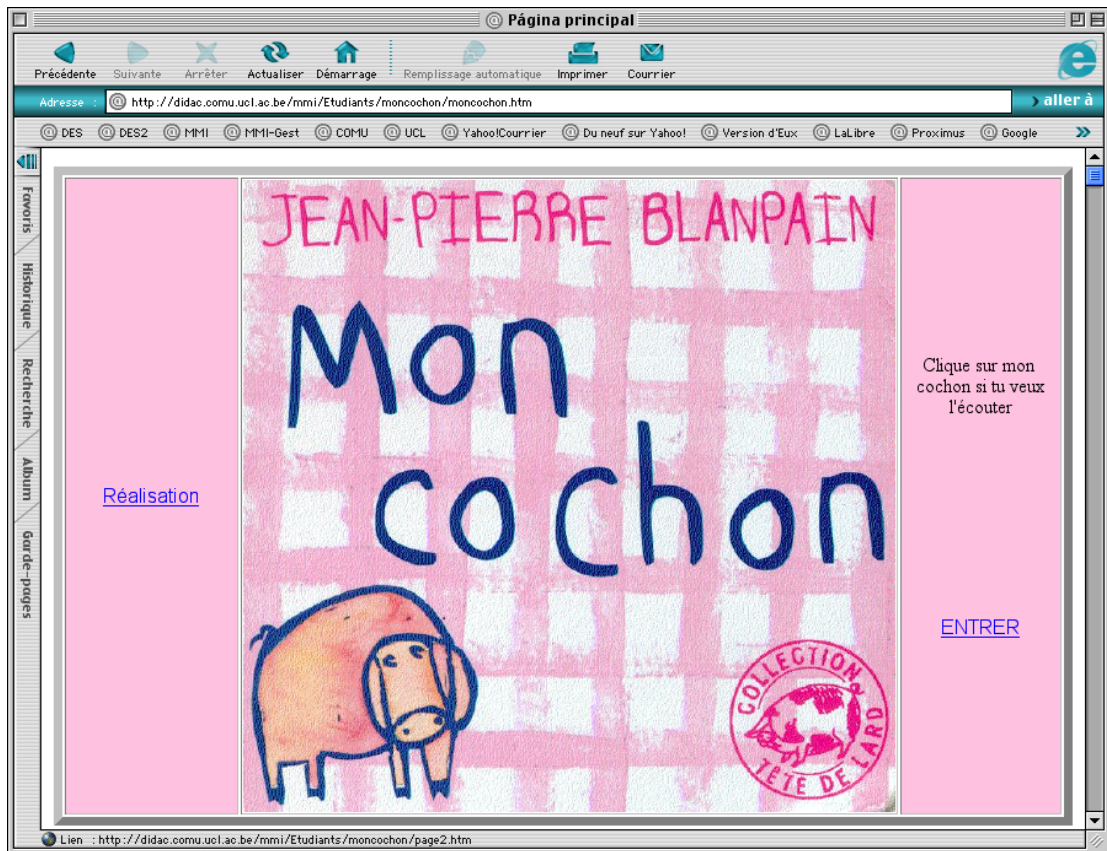 Página principal
Précédente Suivante Arrêter Actualiser Démarrage Remplissage automatique Imprimer Courrier
Adresse : http://didac.comu.ucl.ac.be/mmi/Etudiants/moncochon/moncochon.htm aller à
DES DES2 MMI MMI-Gest COMU UCL Yahoo!Courrier Du neuf sur Yahoo! Version d'Eux LaLibre Proximus Google
Favoris
Historique
Recherche
Album
Garde-pages
Réalisation
JEAN-PIERRE BLANPAIN
Mon
cochon
COLLECTION
TÊTE DE LARD
Clique sur mon
cochon si tu veux
l'écouter
ENTRER
Lien : http://didac.comu.ucl.ac.be/mmi/Etudiants/moncochon/page2.htm